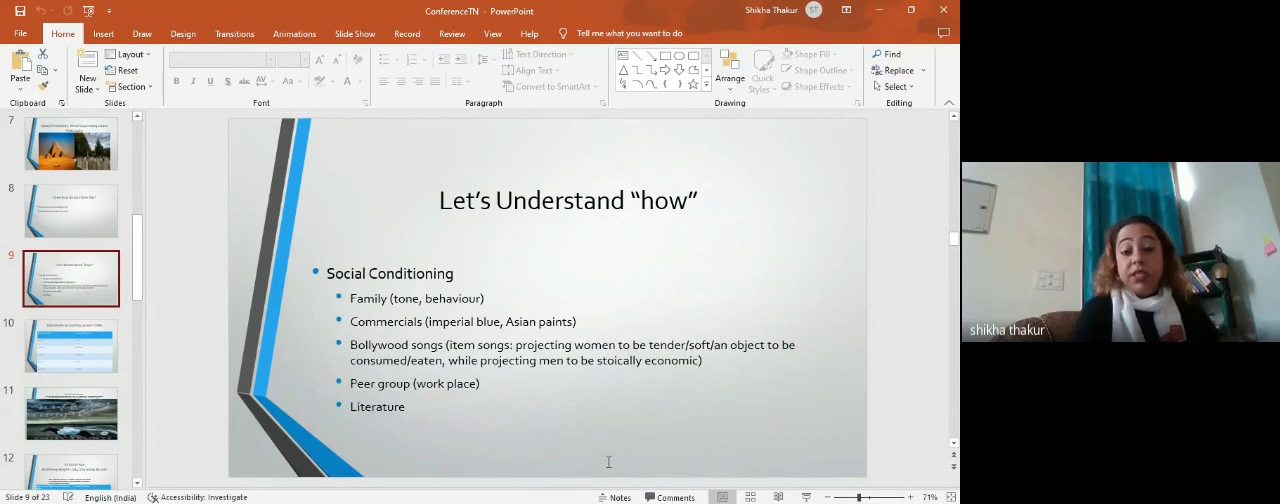 ConferenceTN - PowerPoint
Shikha Thakur ST
File Home Insert Draw Design Transitions Animations Slide Show Record Review View Help Tell me what you want to do
Paste
New
Slide
Layout
Reset
Section
Text Direction
Align Text
Convert to SmartArt
Arrange
Quick
Styles
Shape Fill
Shape Outline
Shape Effects
Find
Replace
Select
Clipboard Slides Font Paragraph Drawing Editing
7
8
9
10
11
12
Let's Understand “how”
Social Conditioning
Family (tone, behaviour)
Commercials (imperial blue, Asian paints)
Bollywood songs (item songs: projecting women to be tender/soft/an object to be
consumed/eaten, while projecting men to be stoically economic)
Peer group (work place)
Literature
shikha thakur
Slide 9 of 23 English (India) Accessibility: Investigate Notes Comments 71%